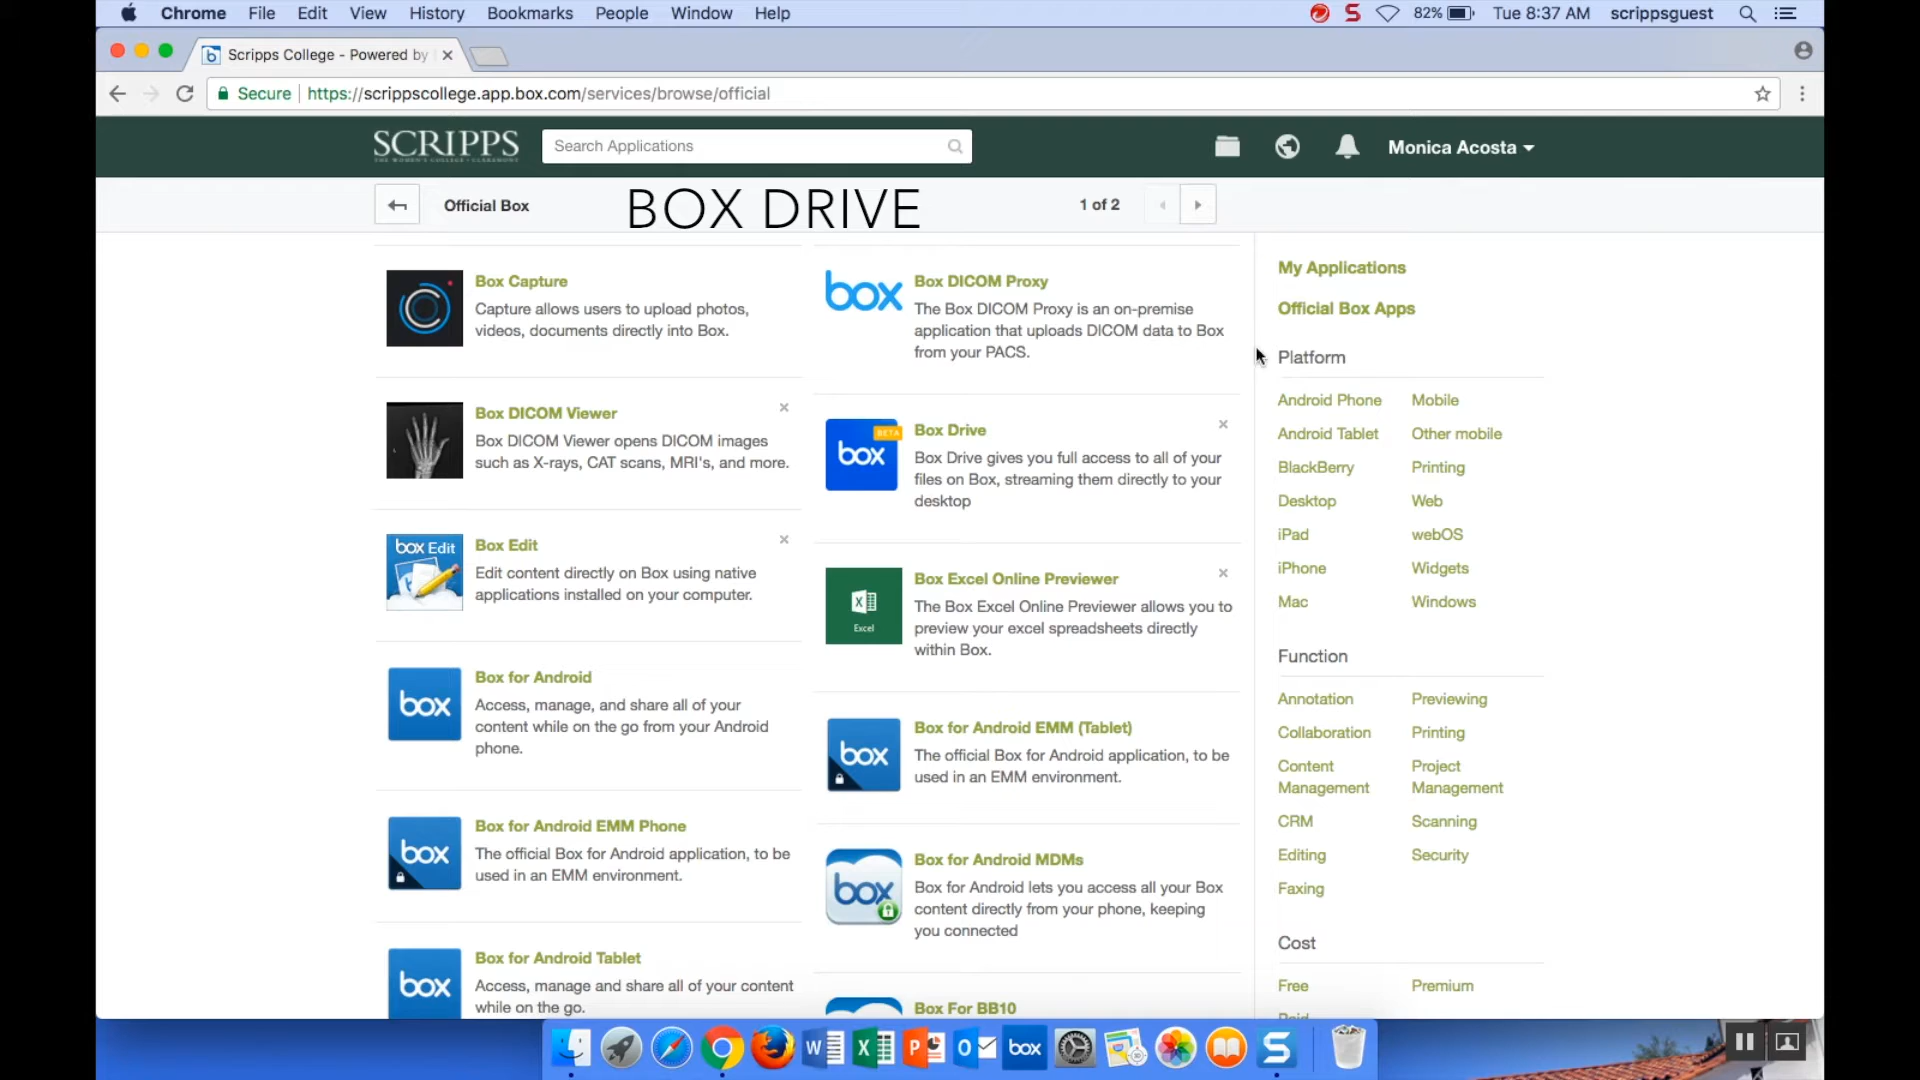 Chrome File Edit View History Bookmarks People Window Help
82% Tue 8:37 AM scrippsguest
Scripps College - Powered by
Secure https://scrippscollege.app.box.com/services/browse/official
SCRIPPS
THE WOMEN'S COLLEGE • CLAREMONT
Search Applications
Monica Acosta
Official Box
BOX DRIVE
1 of 2
Box Capture
Capture allows users to upload photos,
videos, documents directly into Box.
Box DICOM Viewer
Box DICOM Viewer opens DICOM images
such as X-rays, CAT scans, MRI's, and more.
box Edit
Box Edit
Edit content directly on Box using native
applications installed on your computer.
box
Box for Android
Access, manage, and share all of your
content while on the go from your Android
phone.
box
Box for Android EMM Phone
The official Box for Android application, to be
used in an EMM environment.
box
Box for Android Tablet
Access, manage and share all of your content
while on the go.
box
Box DICOM Proxy
The Box DICOM Proxy is an on-premise
application that uploads DICOM data to Box
from your PACS.
BETA
box
Box Drive
Box Drive gives you full access to all of your
files on Box, streaming them directly to your
desktop
Excel
Box Excel Online Previewer
The Box Excel Online Previewer allows you to
preview your excel spreadsheets directly
within Box.
box
Box for Android EMM (Tablet)
The official Box for Android application, to be
used in an EMM environment.
box
Box for Android MDMs
Box for Android lets you access all your Box
content directly from your phone, keeping
you connected
Box For BB10
My Applications
Official Box Apps
Platform
Android Phone Mobile
Android Tablet Other mobile
BlackBerry Printing
Desktop Web
iPad webOS
iPhone Widgets
Mac Windows
Function
Annotation Previewing
Collaboration Printing
Content Project
Management Management
CRM Scanning
Editing Security
Faxing
Cost
Free Premium
Paid
box